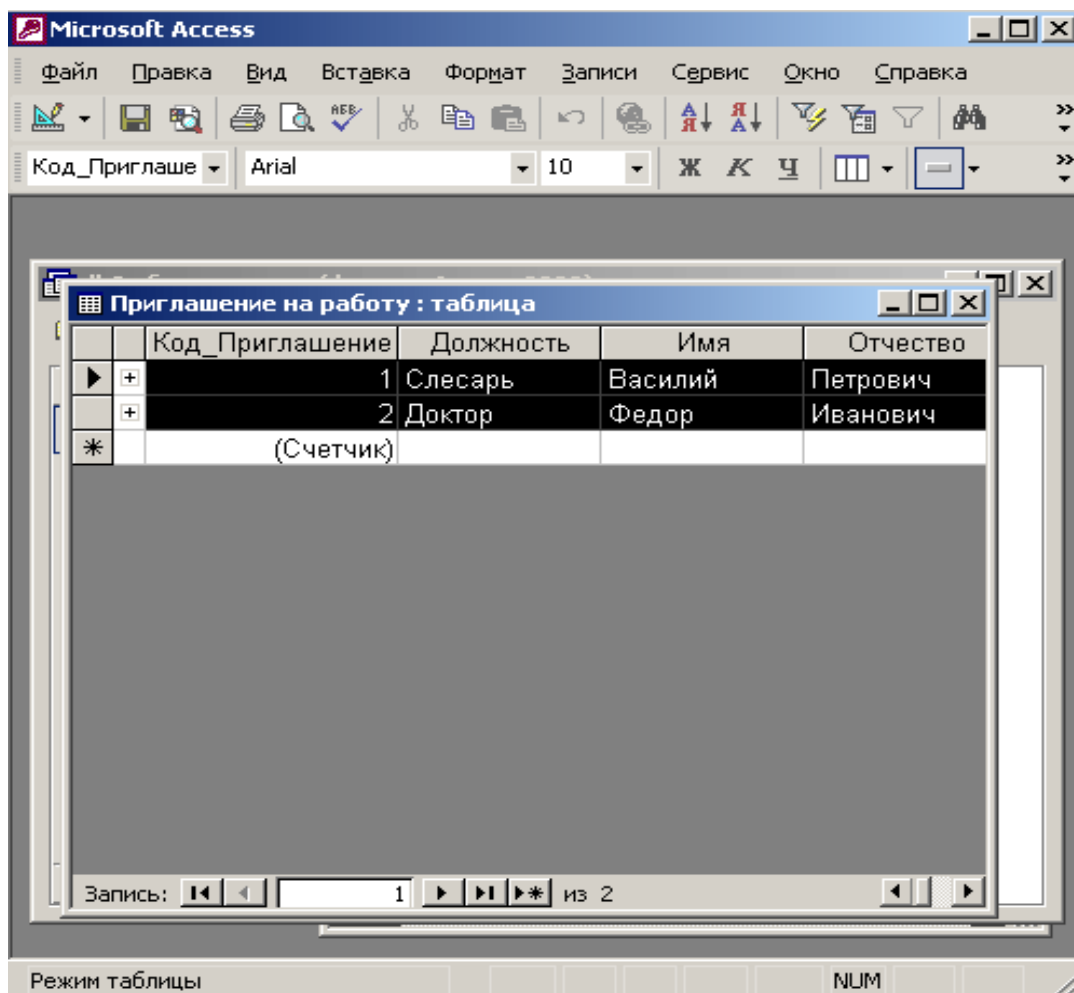 Microsoft Access
Файл Правка Вид Вставка Формат Записи Сервис Окно Справка
Код_Приглаше Arial 10 Ж К Ч
Приглашение на работу : таблица
Код_Приглашение Должность Имя Отчество
1 Слесарь Василий Петрович
2 Доктор Федор Иванович
(Счетчик)
Запись: 1 из 2
Режим таблицы NUM